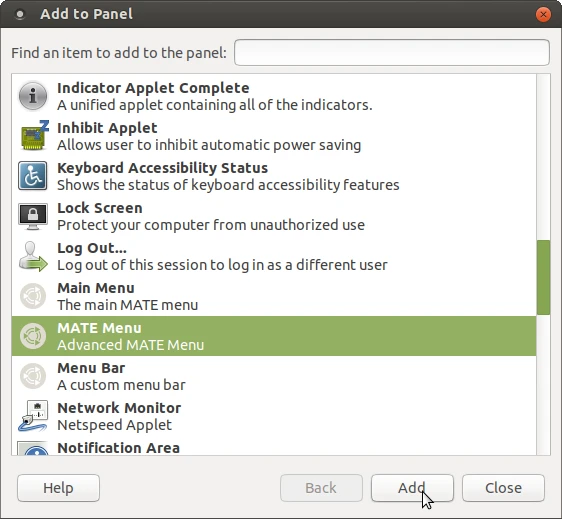 Add to Panel
Find an item to add to the panel:
Indicator Applet Complete
A unified applet containing all of the indicators.
Inhibit Applet
Allows user to inhibit automatic power saving
Keyboard Accessibility Status
Shows the status of keyboard accessibility features
Lock Screen
Protect your computer from unauthorized use
Log Out...
Log out of this session to log in as a different user
Main Menu
The main MATE menu
MATE Menu
Advanced MATE Menu
Menu Bar
A custom menu bar
Network Monitor
Netspeed Applet
Notification Area
Help
Back
Add
Close